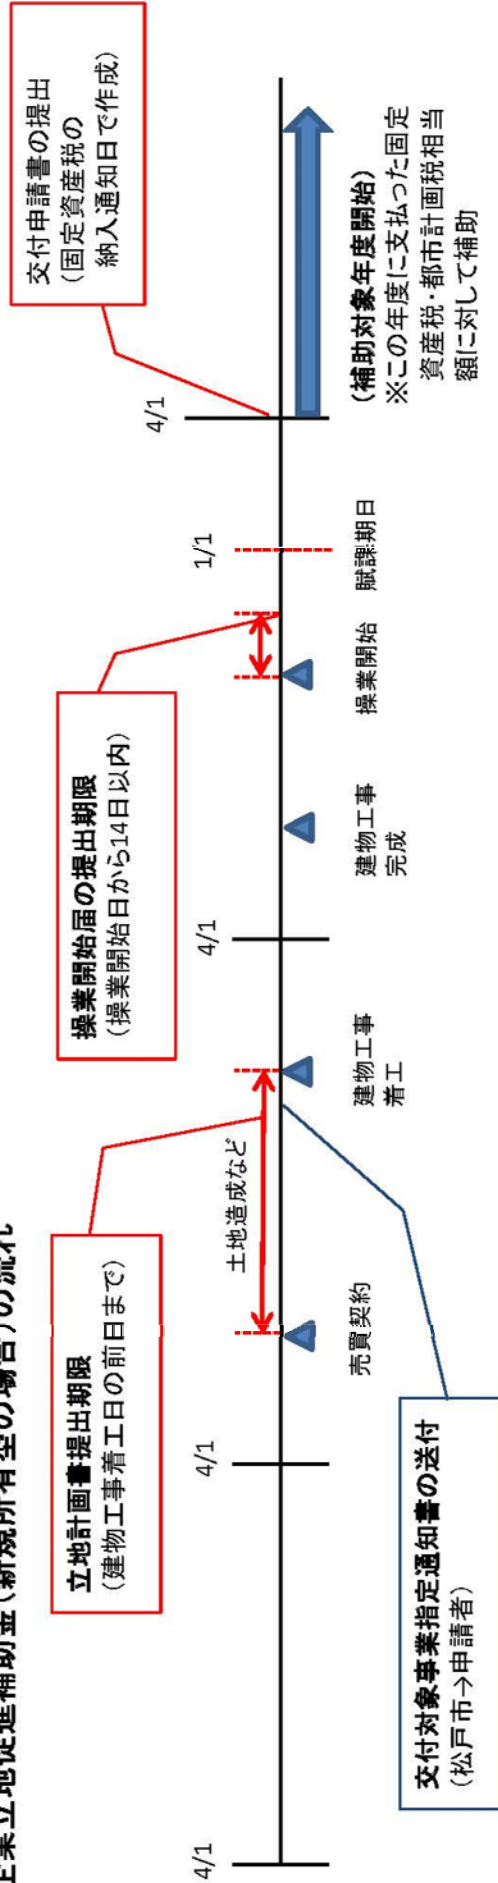 企業立地促進補助金（新規所有型の場合）の流れ
立地計画書提出期限
（建物工事着工日の前日まで）
操業開始届の提出期限
（操業開始日から14日以内）
交付申請書の提出
（固定資産税の
納入通知日で作成）
土地造成など
4/1
4/1
4/1
1/1
4/1
売買契約
建物工事
着工
建物工事
完成
操業開始
賦課期日
（補助対象年度開始）
※この年度に支払った固定
資産税・都市計画税相当
額に対して補助
交付対象事業指定通知書の送付
（松戸市→申請者）